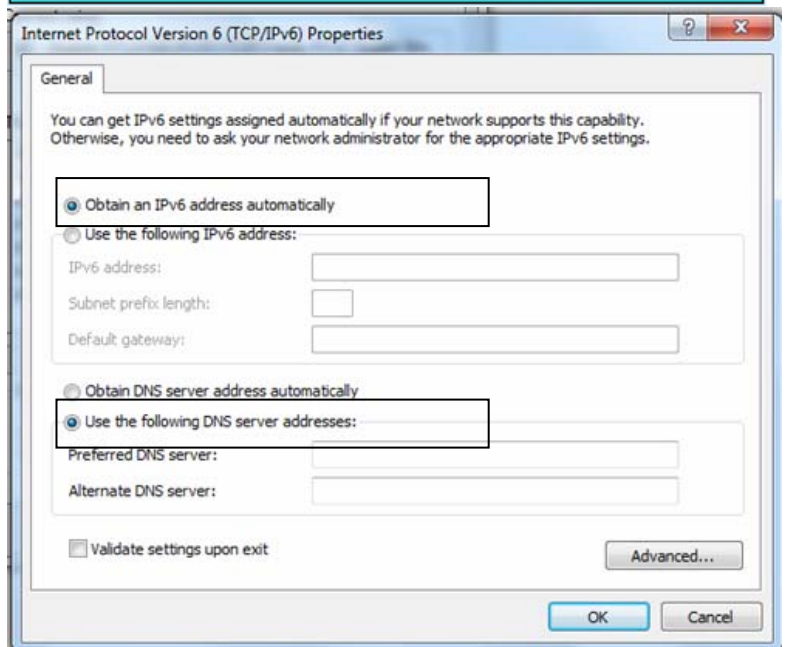 Internet Protocol Version 6 (TCP/IPv6) Properties
General
You can get IPv6 settings assigned automatically if your network supports this capability.
Otherwise, you need to ask your network administrator for the appropriate IPv6 settings.
Obtain an IPv6 address automatically
Use the following IPv6 address:
IPv6 address:
Subnet prefix length:
Default gateway:
Obtain DNS server address automatically
Use the following DNS server addresses:
Preferred DNS server:
Alternate DNS server:
Validate settings upon exit
Advanced...
OK
Cancel